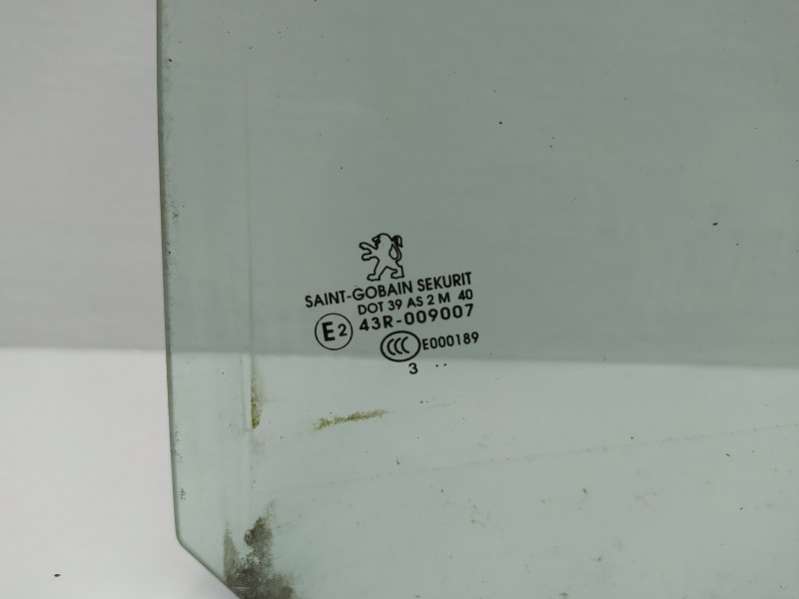 SAINT-GOBAIN SEKURIT
DOT 39 AS 2 M 40
E2 43R-009007
CCC E000189
3 ..